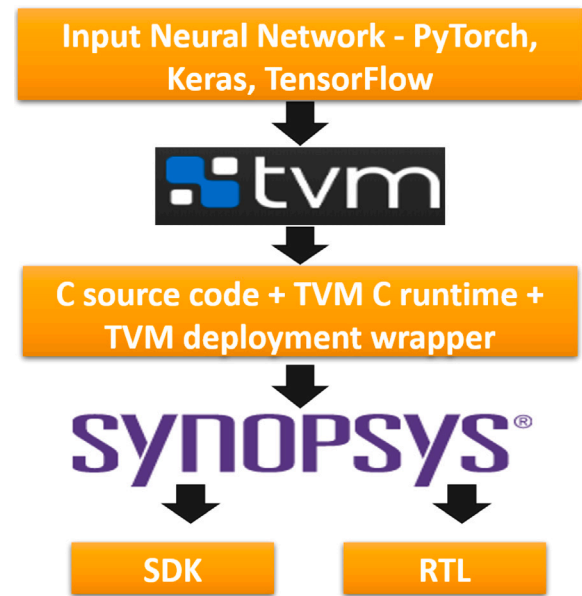 Input Neural Network - PyTorch,
Keras, TensorFlow
tvm
C source code + TVM C runtime +
TVM deployment wrapper
SYNOPSYS®
SDK
RTL